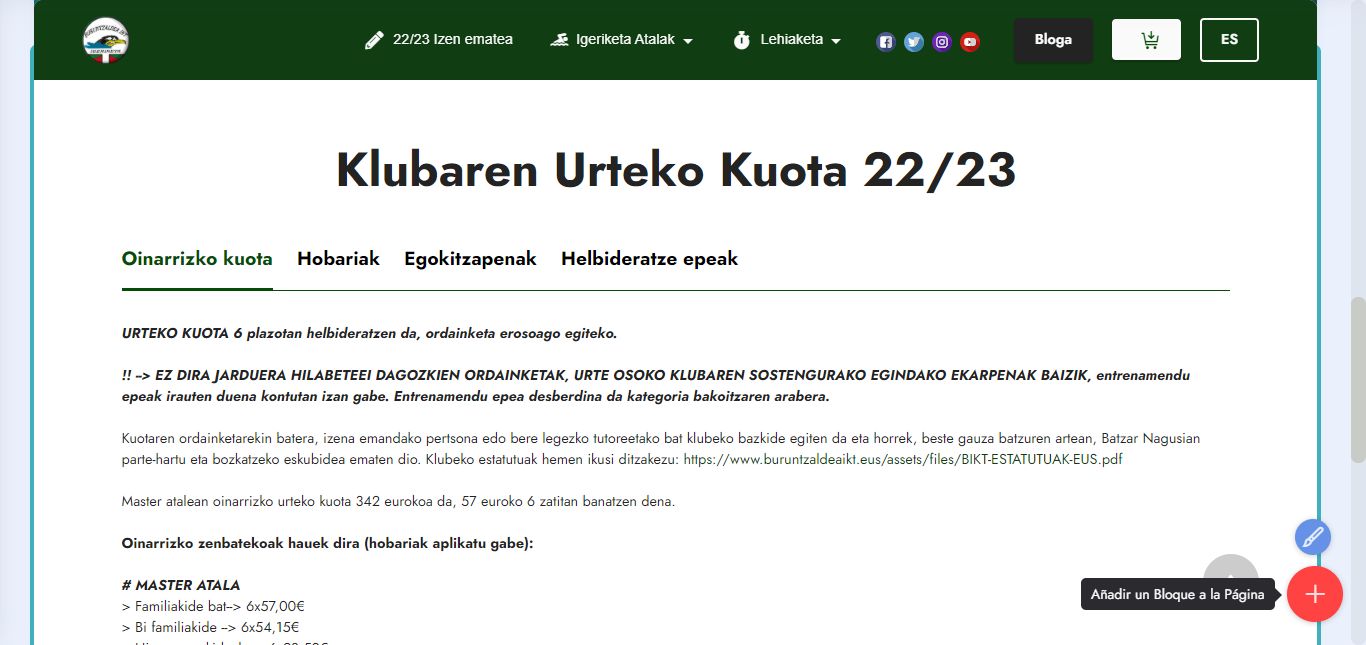 22/23 Izen ematea
Igeriketa Atalak
Lehiaketa
Bloga
ES
Klubaren Urteko Kuota 22/23
Oinarrizko kuota
Hobariak
Egokitzapenak
Helbideratze epeak
URTEKO KUOTA 6 plazotan helbideratzen da, ordainketa erosoago egiteko.
!! --> EZ DIRA JARDUERA HILABETEEI DAGOZKIEN ORDAINKETAK, URTE OSOKO KLUBAREN SOSTENGURAKO EGINDAKO EKARPENAK BAIZIK, entrenamendu
epeak irauten duena kontutan izan gabe. Entrenamendu epea desberdina da kategoria bakoitzaren arabera.
Kuotaren ordainketarekin batera, izena emandako pertsona edo bere legezko tutoreetako bat klubeko bazkide egiten da eta horrek, beste gauza batzuren artean, Batzar Nagusian
parte-hartu eta bozkatzeko eskubidea ematen dio. Klubeko estatutuak hemen ikusi ditzakezu: https://www.buruntzaldeaikt.eus/assets/files/BIKT-ESTATUTUAK-EUS.pdf
Master atalean oinarrizko urteko kuota 342 eurokoa da, 57 euroko 6 zatitan banatzen dena.
Oinarrizko zenbatekoak hauek dira (hobariak aplikatu gabe):
# MASTER ATALA
Añadir un Bloque a la Página
> Familiakide bat--> 6x57,00€
> Bi familiakide --> 6x54,15€